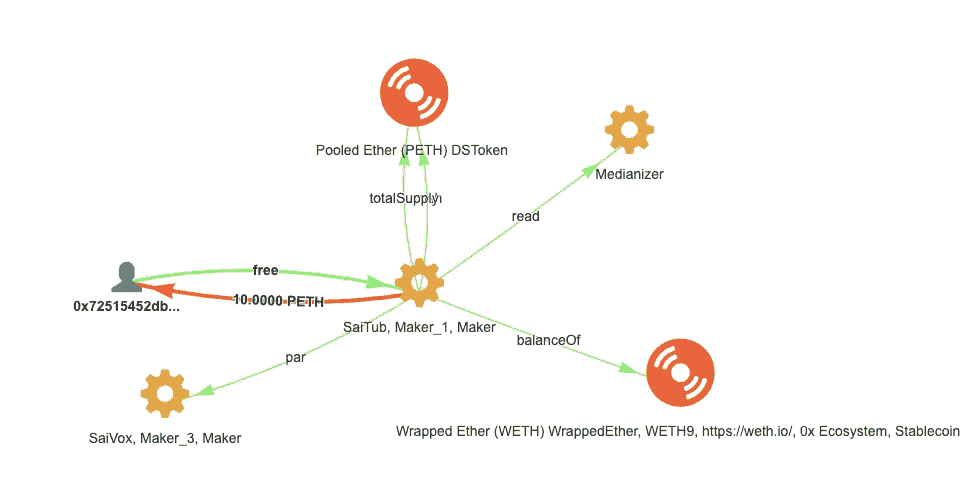 Pooled Ether (PETH) DSToken
Medianizer
totalSupply
read
free
10.0000 PETH
0x72515452db...
SaiTub, Maker_1, Maker
balanceOf
par
SaiVox, Maker_3, Maker
Wrapped Ether (WETH) WrappedEther, WETH9, https://weth.io/, 0x Ecosystem, Stablecoin